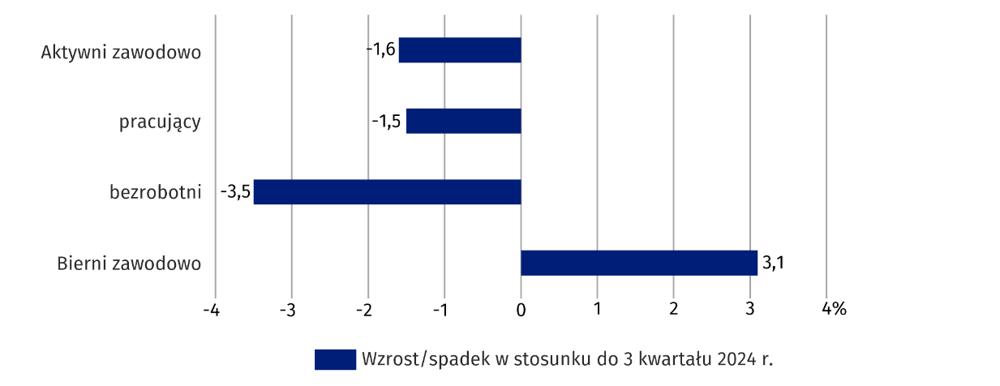 Aktywni zawodowo
-1,6
pracujący
-1,5
bezrobotni
-3,5
Bierni zawodowo
3,1
-4 -3 -2 -1 0 1 2 3 4%
Wzrost/spadek w stosunku do 3 kwartału 2024 r.